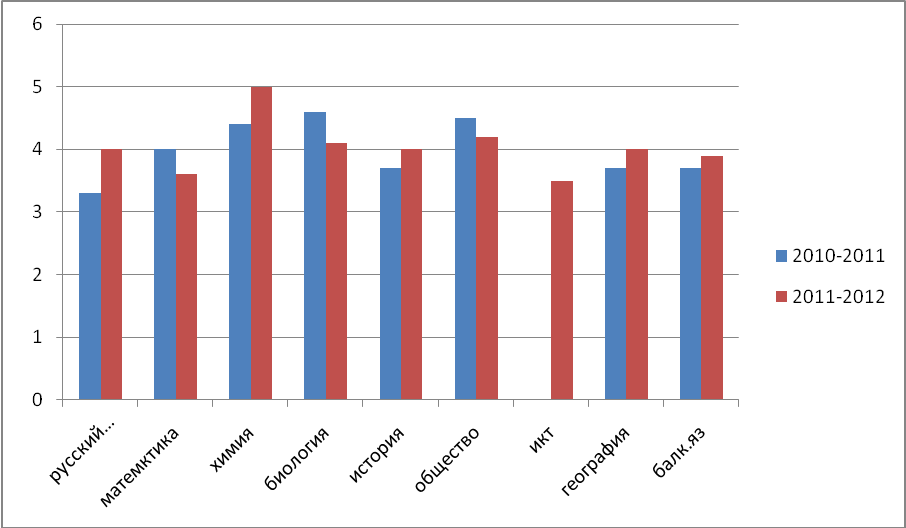 6
5
4
3
2
1
0
русский...
матемктика
химия
биология
история
общество
икт
география
балк.яз
2010-2011
2011-2012